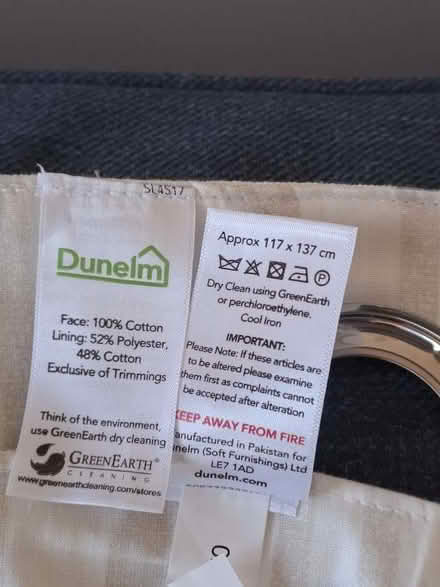 SL4517
Dunelm
Face: 100% Cotton
Lining: 52% Polyester,
48% Cotton
Exclusive of Trimmings
Think of the environment,
use GreenEarth dry cleaning
GREENEARTH®
CLEANING
www.greenearthcleaning.com/stores
Approx 117 x 137 cm
P
Dry Clean using GreenEarth
or perchloroethylene.
Cool Iron
IMPORTANT:
Please Note: If these articles are
to be altered please examine
them first as complaints cannot
be accepted after alteration
KEEP AWAY FROM FIRE
anufactured in Pakistan for
nelm (Soft Furnishings) Ltd
LE7 1AD
dunelm.com
C